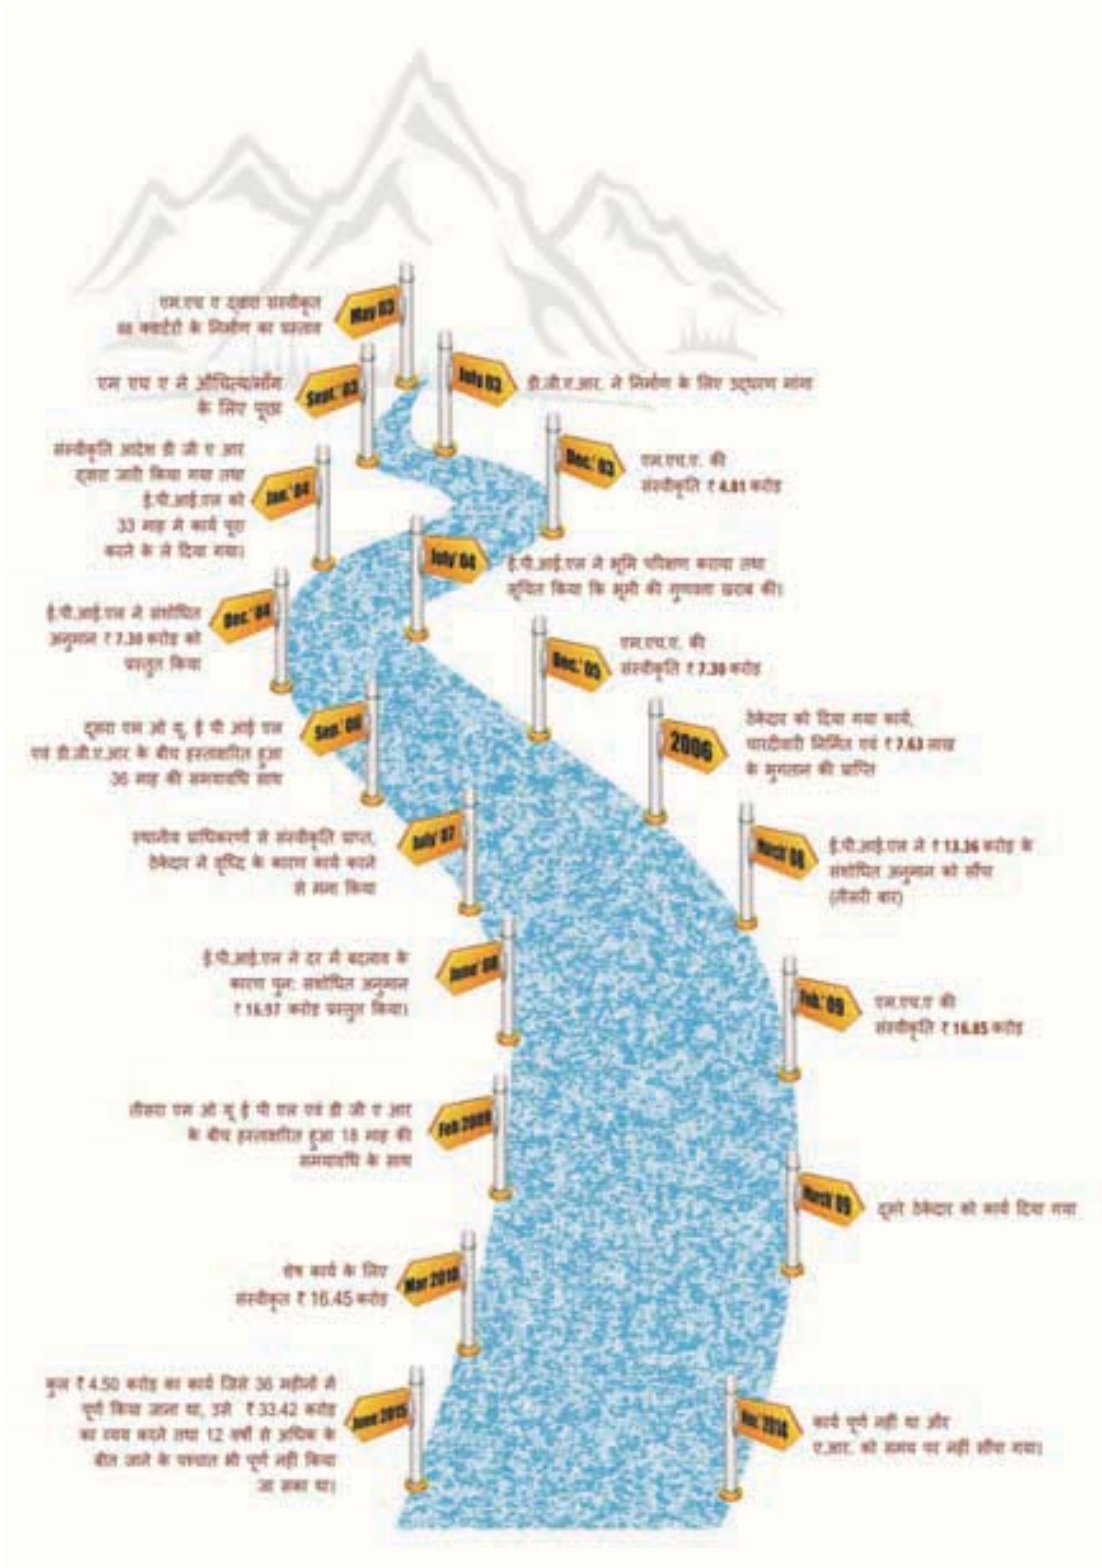 May 03
एम.एच ए द्वारा संस्वीकृत
88 क्वार्टरों के निर्माण का प्रस्ताव
July 03
डी.जी.ए.आर. ने निर्माण के लिए उद्धरण मांगा
Sept.' 03
एम एच ए ने औचित्य/माँग
के लिए पूछा
Dec.' 03
एम.एच.ए. की
संस्वीकृति ₹ 4.81 करोड़
Jan.' 04
संस्वीकृति आदेश डी जी ए आर
द्वारा जारी किया गया तथा
ई.पी.आई.एल को
33 माह मे कार्य पूरा
करने के ले दिया गया।
July' 04
ई.पी.आई.एल ने भूमि परिक्षण कराया तथा
सूचित किया कि भूमी की गुणवत्ता खराब की।
Dec.' 04
ई.पी.आई.एल ने संशोधित
अनुमान ₹ 7.30 करोड़ को
प्रस्तुत किया
Dec.' 05
एम.एच.ए. की
संस्वीकृति ₹ 7.30 करोड़
Sep.' 06
दूसरा एम ओ यू, ई पी आई एल
एवं डी.जी.ए.आर के बीच हस्ताक्षरित हुआ
36 माह की समयावधि साथ
2006
ठेकेदार को दिया गया कार्य,
चारदीवारी निर्मित एवं ₹ 7.63 लाख
के भुगतान की प्राप्ति
July' 07
स्थानीय प्राधिकरणों से संस्वीकृति प्राप्त,
ठेकेदार ने वृध्दि के कारण कार्य करने
से मना किया
March' 08
ई.पी.आई.एल ने ₹ 13.36 करोड़ के
संशोधित अनुमान को सौंपा
(तीसरी बार)
June' 08
ई.पी.आई.एल ने दर में बदलाव के
कारण पुन: संशोधित अनुमान
₹ 16.97 करोड़ प्रस्तुत किया।
Feb.' 09
एम.एच.ए की
संस्वीकृति ₹ 16.85 करोड़
Feb 2009
तीसरा एम ओ यू ई पी एल एवं डी जी ए आर
के बीच हस्ताक्षरित हुआ 18 माह की
समयावधि के साथ
March' 09
दूसरे ठेकेदार को कार्य दिया गया
Mar 2010
शेष कार्य के लिए
संस्वीकृत ₹ 16.45 करोड़
2014
कार्य पूर्ण नहीं था और
ए.आर. को समय पर नहीं सौंपा गया।
June 2015
कुल ₹ 4.50 करोड़ का कार्य जिसे 36 महीनों में
पूर्ण किया जाना था, उसे ₹ 33.42 करोड़
का व्यय करने तथा 12 वर्षों से अधिक के
बीत जाने के पश्चात भी पूर्ण नहीं किया
जा सका था।